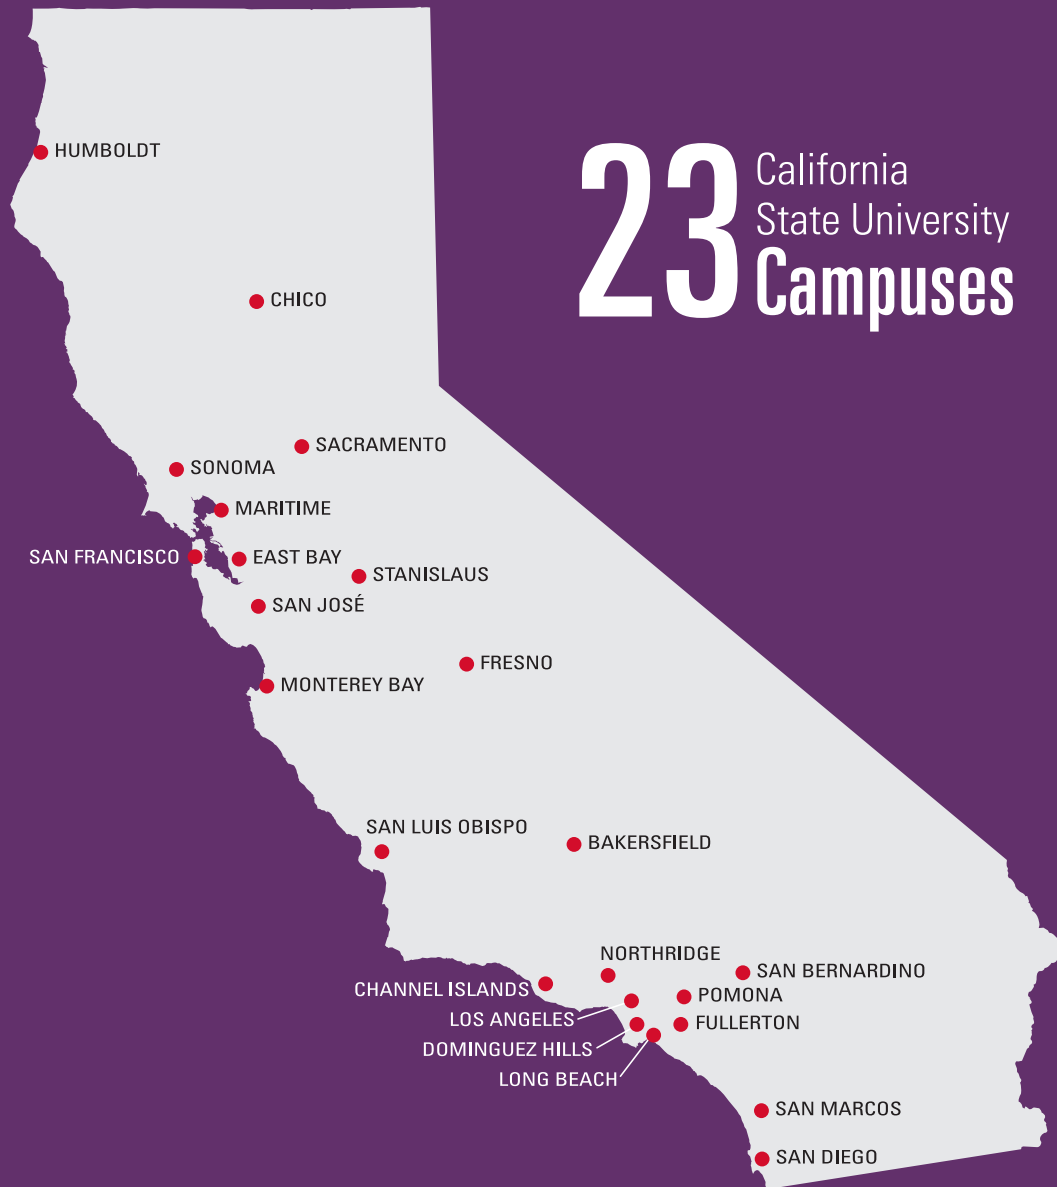 23
California
State University
Campuses
HUMBOLDT
CHICO
SACRAMENTO
SONOMA
MARITIME
SAN FRANCISCO
EAST BAY
STANISLAUS
SAN JOSÉ
FRESNO
MONTEREY BAY
SAN LUIS OBISPO
BAKERSFIELD
NORTHRIDGE
SAN BERNARDINO
CHANNEL ISLANDS
POMONA
LOS ANGELES
FULLERTON
DOMINGUEZ HILLS
LONG BEACH
SAN MARCOS
SAN DIEGO